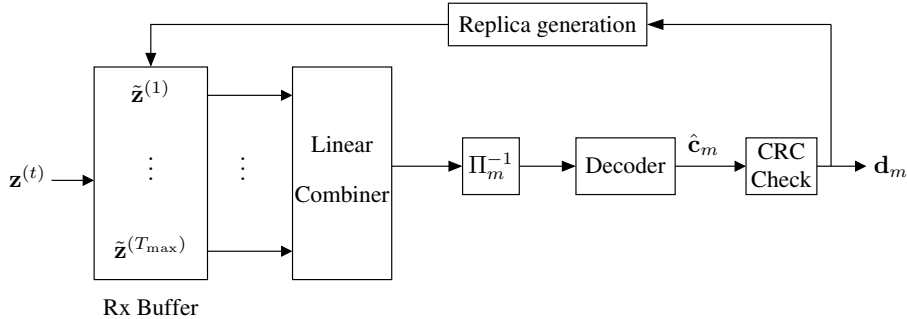 Replica generation
z̃^(1)
Linear
Combiner
z^(t)
⋮
⋮
Π_m^{-1}
Decoder
ĉ_m
CRC
Check
d_m
z̃^(T_max)
Rx Buffer